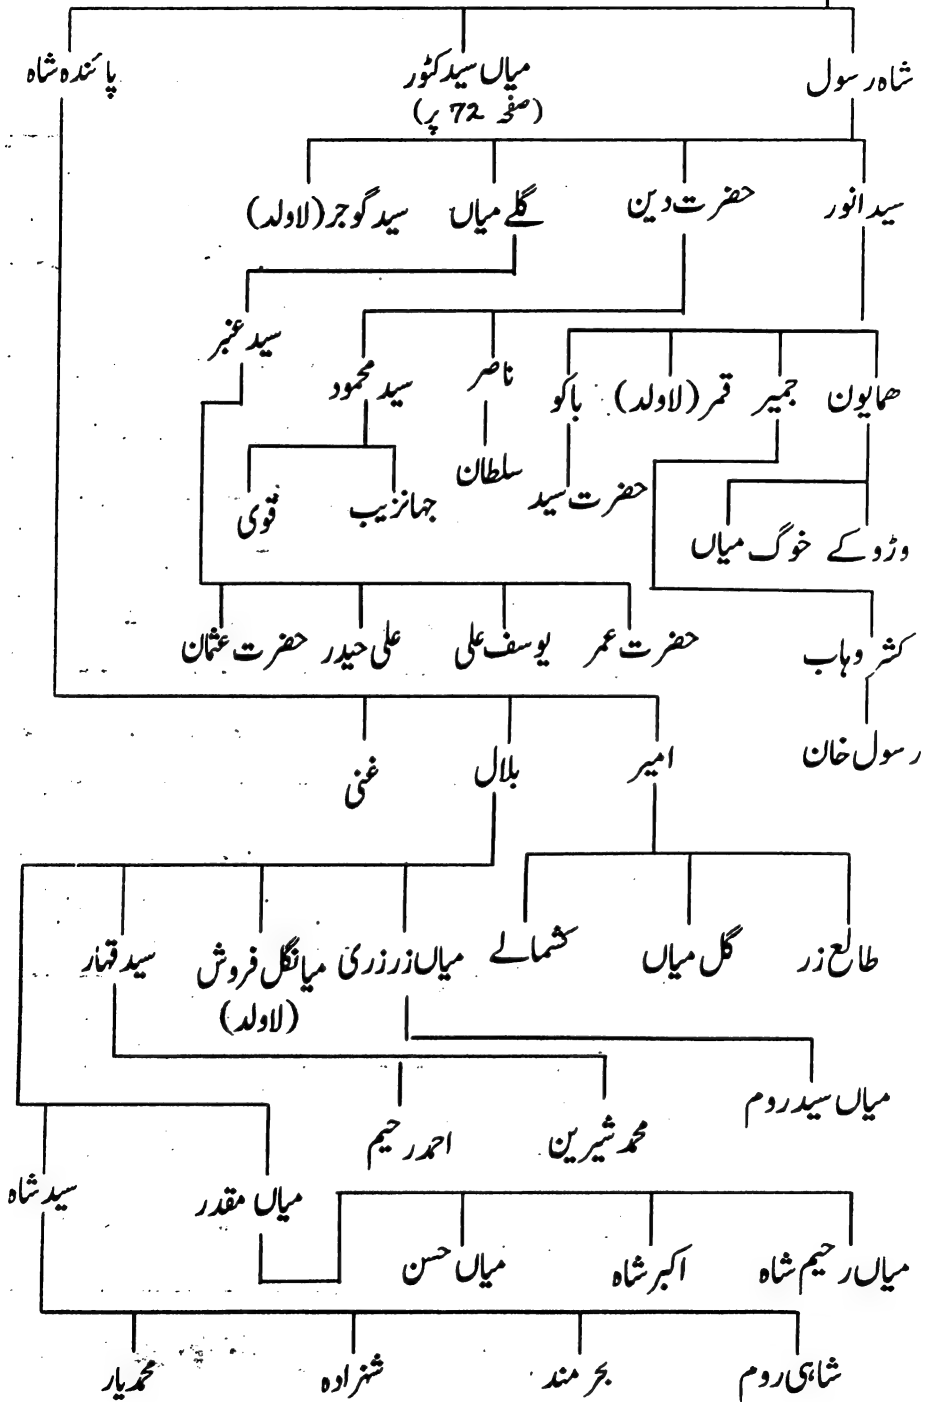 شاہ رسول میاں سید کٹور پائندہ شاہ
(صفحہ 72 پر)
سید انور حضرت دین گلے میاں سید گوجر (لاولد)
سید عنبر
ھمایون جمیر قمر (لاولد) باکو ناصر سید محمود
سلطان
حضرت سید جہانزیب قوی
وڑوکے خوگ میاں
کشر وہاب حضرت عمر یوسف علی علی حیدر حضرت عثمان
رسول خان
امیر بلال غنی
طالع زر گل میاں کشمالے میاں زرزری میانگل فروش سید قہار
(لاولد)
میاں سید روم
محمد شیرین احمد رحیم
میاں مقدر سید شاہ
میاں رحیم شاہ اکبر شاہ میاں حسن
شاہی روم بحر مند شہزادہ محمد یار